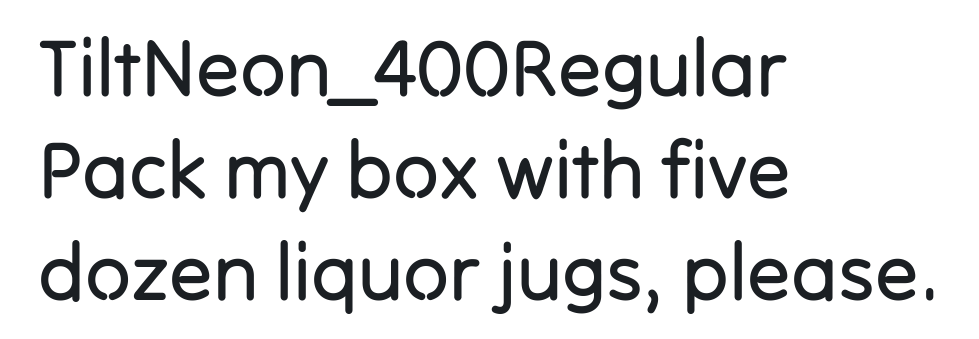 TiltNeon_400Regular
Pack my box with five
dozen liquor jugs, please.